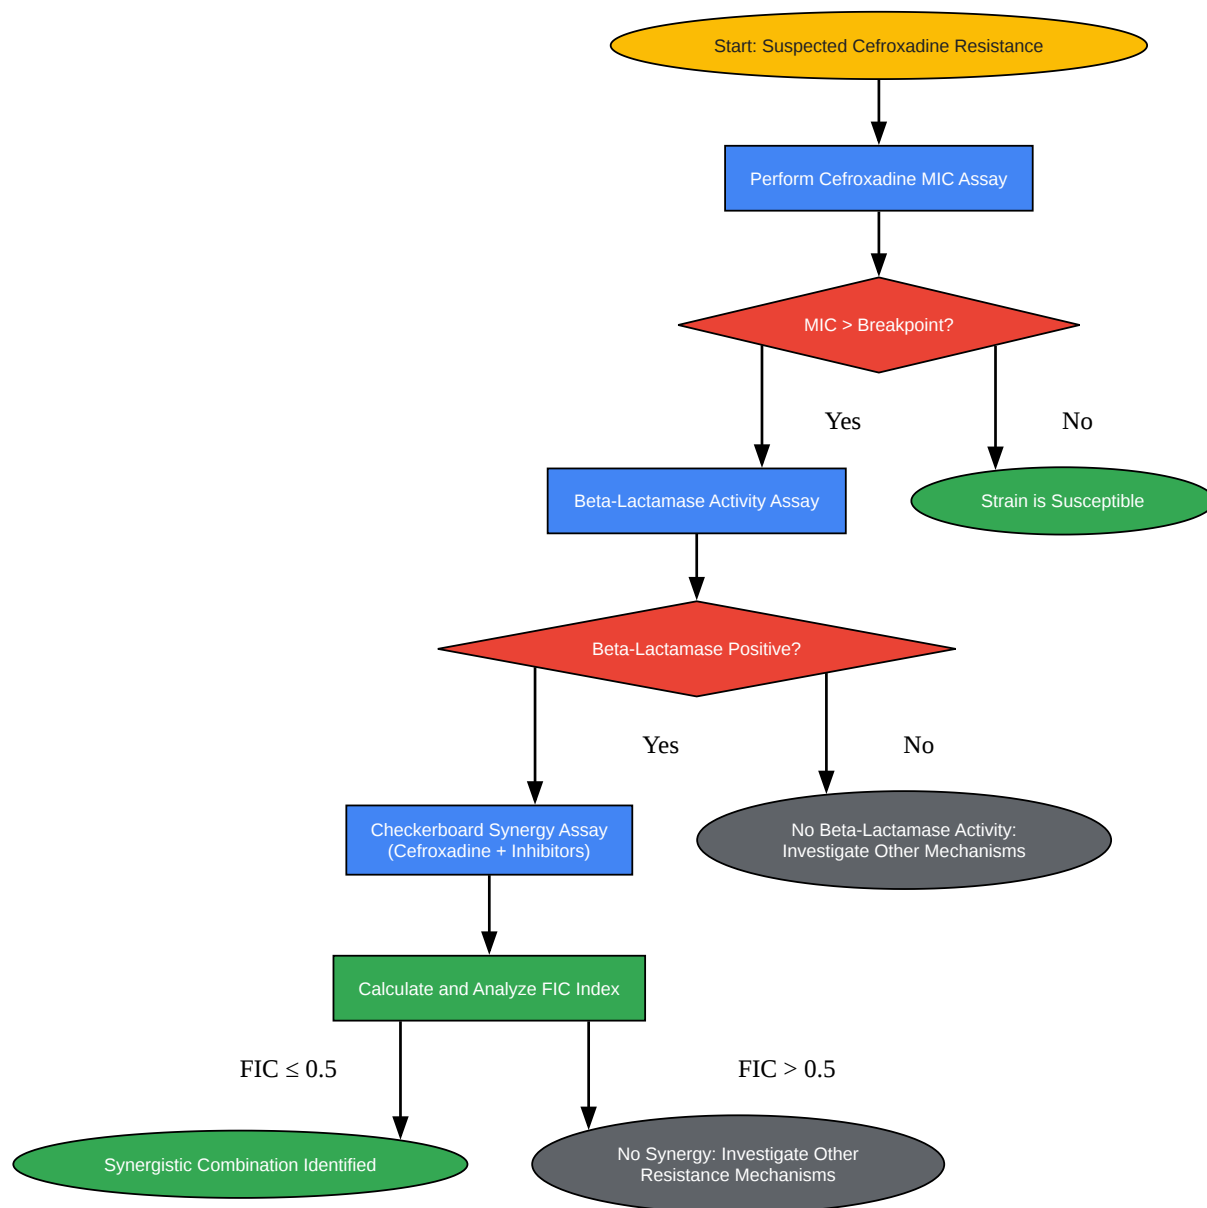 Start: Suspected Cefroxadine Resistance
Perform Cefroxadine MIC Assay
MIC > Breakpoint?
Yes
No
Beta-Lactamase Activity Assay
Strain is Susceptible
Beta-Lactamase Positive?
Yes
No
Checkerboard Synergy Assay
(Cefroxadine + Inhibitors)
No Beta-Lactamase Activity:
Investigate Other Mechanisms
Calculate and Analyze FIC Index
FIC ≤ 0.5
FIC > 0.5
Synergistic Combination Identified
No Synergy: Investigate Other
Resistance Mechanisms